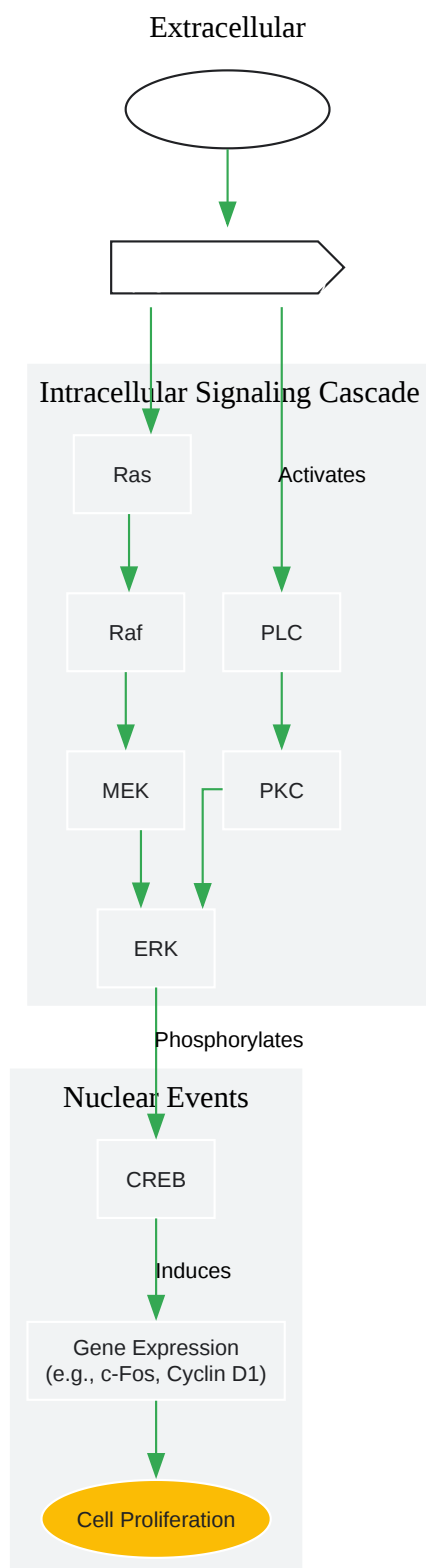 Extracellular
Intracellular Signaling Cascade
Ras
Activates
Raf
PLC
MEK
PKC
ERK
Phosphorylates
Nuclear Events
CREB
Induces
Gene Expression
(e.g., c-Fos, Cyclin D1)
Cell Proliferation